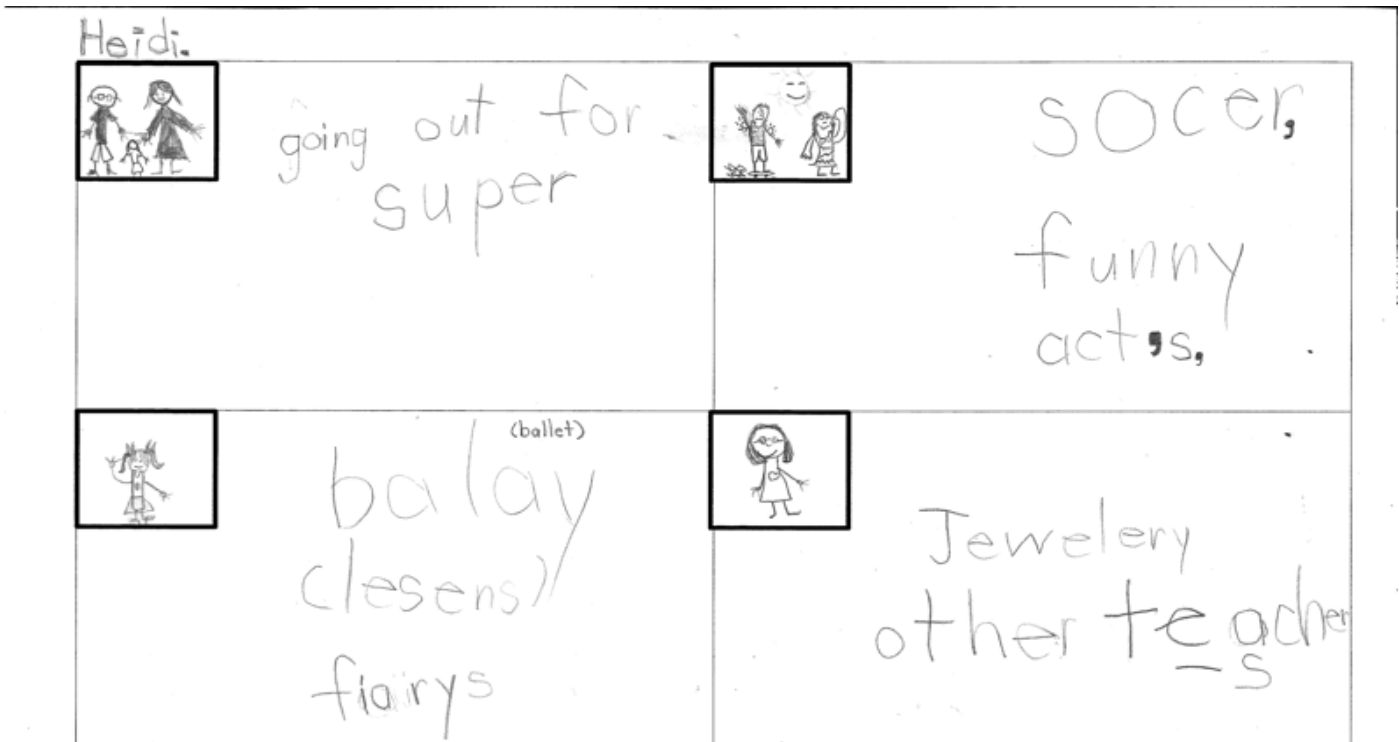 Heidi.
going out for
super
socer,
funny
act,s,
(ballet)
balay
(lesens)
fiarys
Jewelery
other teacher
s